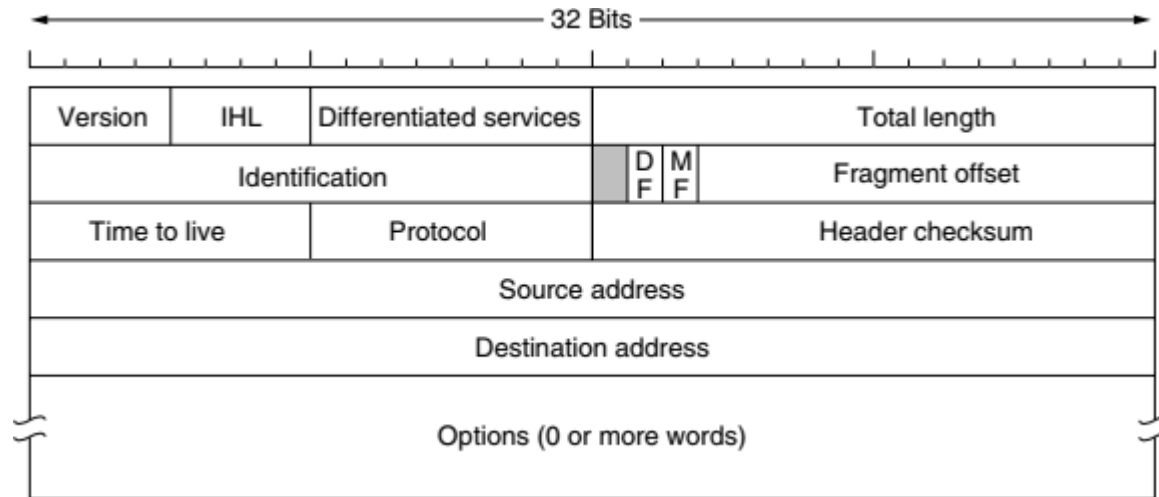 32 Bits
Version IHL Differentiated services Total length
Identification D F M F Fragment offset
Time to live Protocol Header checksum
Source address
Destination address
Options (0 or more words)